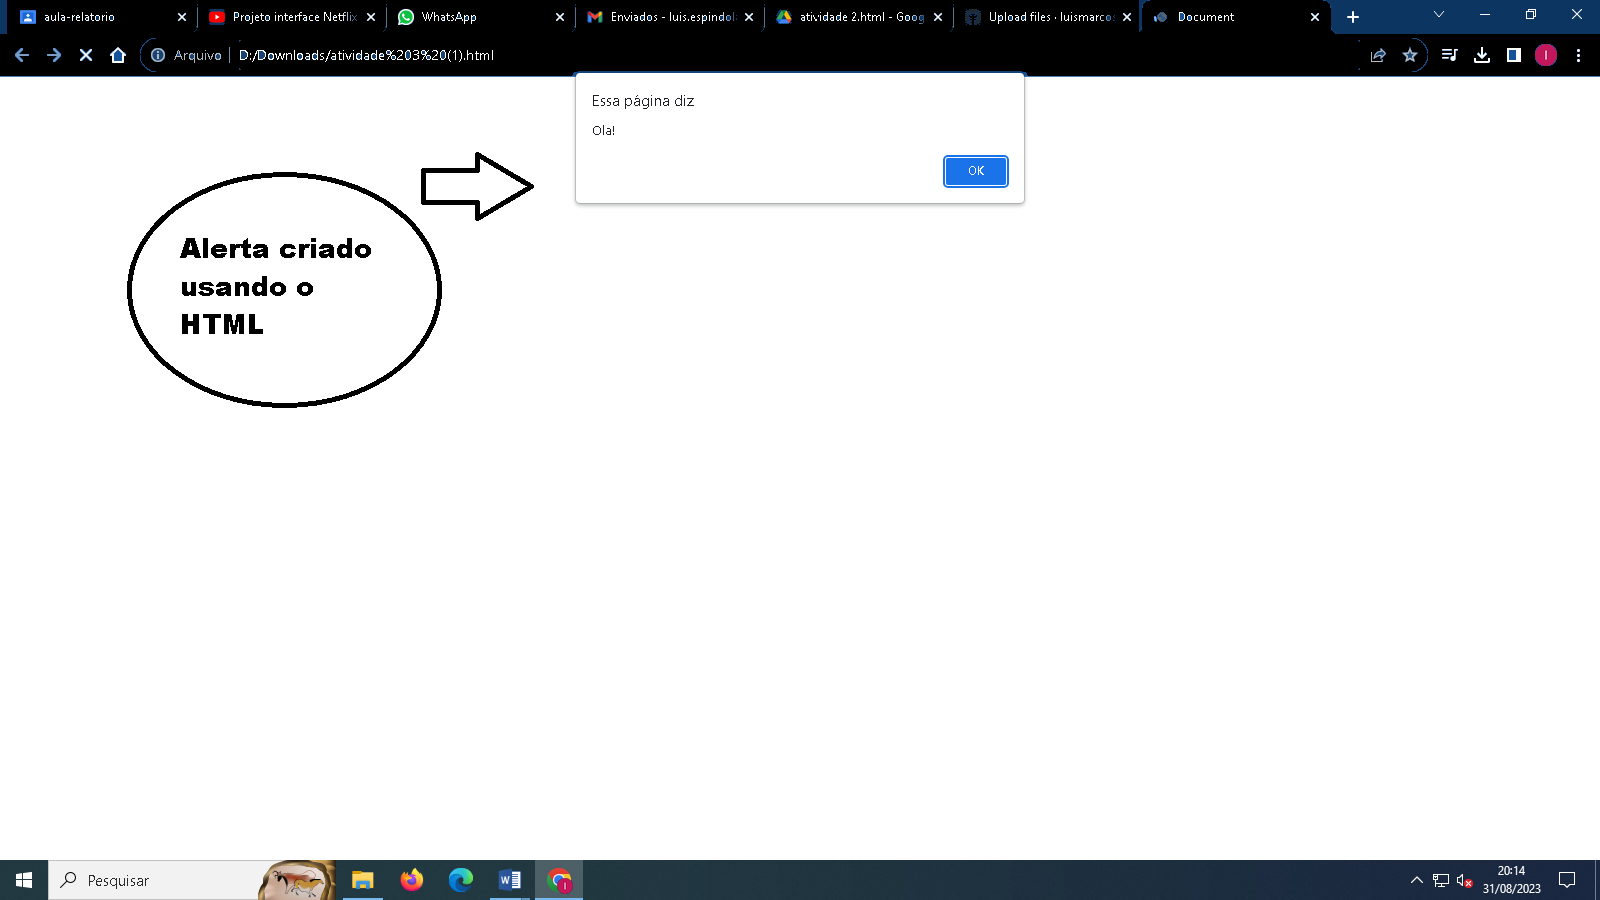 aula-relatorio
Projeto interface Netflix
WhatsApp
Enviados - luis.espindol
atividade 2.html - Goog
Upload files · luismarco
Document
Arquivo
D:/Downloads/atividade%203%20(1).html
I
Essa página diz
Ola!
OK
Alerta criado
usando o
HTML
Pesquisar
W
I
20:14
31/08/2023